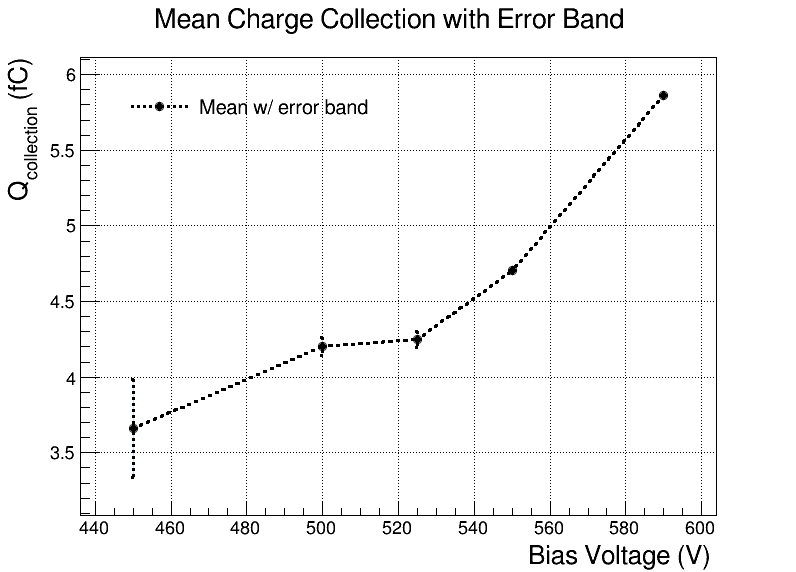 Mean Charge Collection with Error Band
Q_collection (fC)
Mean w/ error band
6
5.5
5
4.5
4
3.5
440 460 480 500 520 540 560 580 600
Bias Voltage (V)